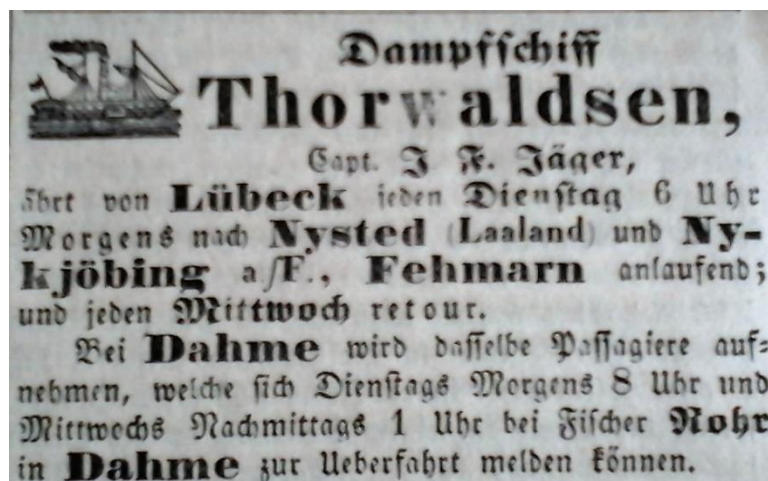 Dampfschiff
Thorwaldsen,
Capt. J. F. Jäger,
ährt von Lübeck jeden Dienstag 6 Uhr
Morgens nach Nysted (Laaland) und Ny-
kjöbing a/F., Fehmarn anlaufend;
und jeden Mittwoch retour.
Bei Dahme wird dasselbe Passagiere auf-
nehmen, welche sich Dienstags Morgens 8 Uhr und
Mittwochs Nachmittags 1 Uhr bei Fischer Rohr
in Dahme zur Ueberfahrt melden können.